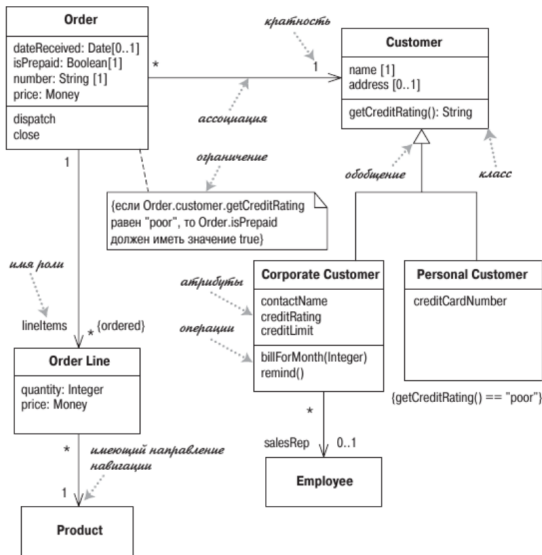 Order
dateReceived: Date[0..1]
isPrepaid: Boolean[1]
number: String [1]
price: Money
dispatch
close
кратность
*
1
ассоциация
Customer
name [1]
address [0..1]
getCreditRating(): String
ограничение
обобщение
класс
1
{если Order.customer.getCreditRating
равен "poor", то Order.isPrepaid
должен иметь значение true}
имя роли
lineItems
* {ordered}
атрибуты
операции
Corporate Customer
contactName
creditRating
creditLimit
billForMonth(Integer)
remind()
Personal Customer
creditCardNumber
{getCreditRating() == "poor"}
Order Line
quantity: Integer
price: Money
*
имеющий направление
навигации
1
Product
*
salesRep
0..1
Employee